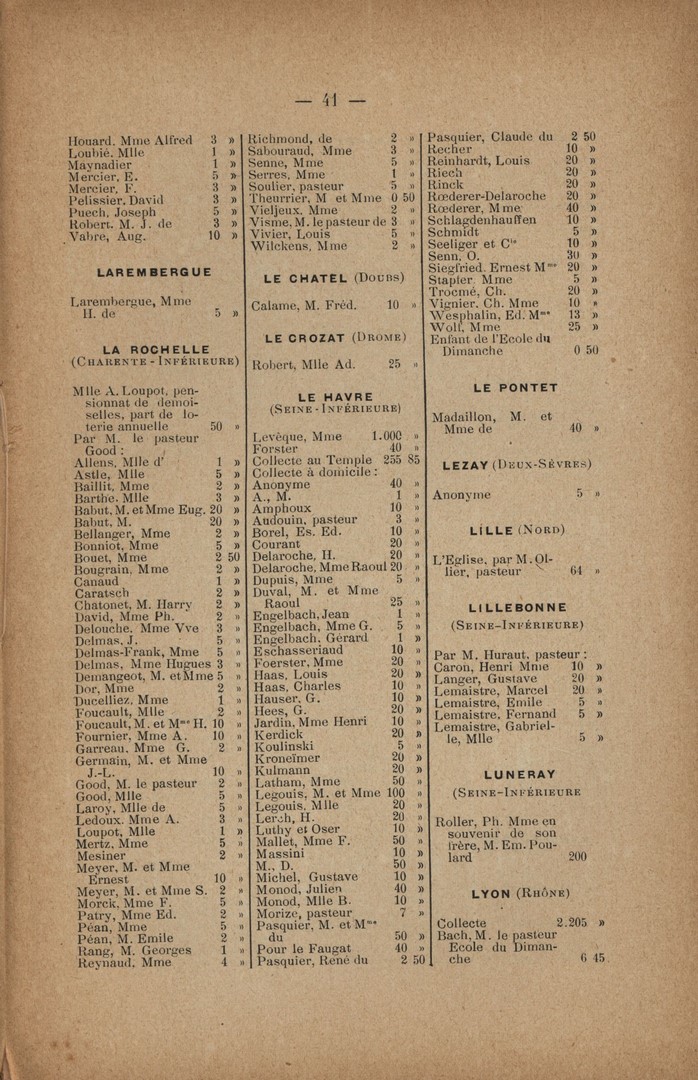 — 41 —
Houard, Mme Alfred 3 »
Loubié, Mlle 1 »
Maynadier 1 »
Mercier, E. 5 »
Mercier, F. 3 »
Pelissier, David 3 »
Puech, Joseph 5 »
Robert, M. J. de 3 »
Vabre, Aug. 10 »
LAREMBERGUE
Larembergue, Mme
H. de 5 »
LA ROCHELLE
(CHARENTE-INFÉRIEURE)
Mlle A. Loupot, pen-
sionnat de demoi-
selles, part de lo-
terie annuelle 50 »
Par M. le pasteur
Good :
Allens, Mlle d' 1 »
Astle, Mlle 5 »
Baillit, Mme 2 »
Barthe, Mlle 3 »
Babut, M. et Mme Eug. 20 »
Babut, M. 20 »
Bellanger, Mme 2 »
Bonniot, Mme 5 »
Bouet, Mme 2 50
Bougrain, Mme 2 »
Canaud 1 »
Caratsch 2 »
Chatonet, M. Harry 2 »
David, Mme Ph. 2 »
Delouche, Mme Vve 3 »
Delmas, J. 5 »
Delmas-Frank, Mme 5 »
Delmas, Mme Hugues 3 »
Demangeot, M. et Mme 5 »
Dor, Mme 2 »
Ducelliez, Mme 1 »
Foucault, Mlle 2 »
Foucault, M. et Mme H. 10 »
Fournier, Mme A. 10 »
Garreau, Mme G. 2 »
Germain, M. et Mme
J.-L. 10 »
Good, M. le pasteur 2 »
Good, Mlle 5 »
Laroy, Mlle de 5 »
Ledoux, Mme A. 3 »
Loupot, Mlle 1 »
Mertz, Mme 5 »
Mesiner 2 »
Meyer, M. et Mme
Ernest 10 »
Meyer, M. et Mme S. 2 »
Morck, Mme F. 5 »
Patry, Mme Ed. 2 »
Péan, Mme 5 »
Péan, M. Emile 2 »
Rang, M. Georges 1 »
Reynaud, Mme 4 »
Richmond, de 2 »
Sabouraud, Mme 3 »
Senne, Mme 5 »
Serres, Mme 1 »
Soulier, pasteur 5 »
Theurrier, M et Mme 0 50
Vieljeux, Mme 2 »
Visme, M. le pasteur de 3 »
Vivier, Louis 5 »
Wilckens, Mme 2 »
LE CHATEL (DOUBS)
Calame, M. Fréd. 10 »
LE CROZAT (DROME)
Robert, Mlle Ad. 25 »
LE HAVRE
(SEINE-INFÉRIEURE)
Levêque, Mme 1.000 »
Forster 40 »
Collecte au Temple 255 85
Collecte à domicile :
Anonyme 40 »
A., M. 1 »
Amphoux 10 »
Audouin, pasteur 3 »
Borel, Es. Ed. 10 »
Courant 20 »
Delaroche, H. 20 »
Delaroche, Mme Raoul 20 »
Dupuis, Mme 5 »
Duval, M. et Mme
Raoul 25 »
Engelbach, Jean 1 »
Engelbach, Mme G. 5 »
Engelbach, Gérard 1 »
Eschasseriaud 10 »
Foerster, Mme 20 »
Haas, Louis 20 »
Haas, Charles 10 »
Hauser, G. 10 »
Hees, G. 20 »
Jardin, Mme Henri 10 »
Kerdick 20 »
Koulinski 5 »
Kroneïmer 20 »
Kulmann 20 »
Latham, Mme 50 »
Legouis, M. et Mme 100 »
Legouis, Mlle 20 »
Lerch, H. 20 »
Luthy et Oser 10 »
Mallet, Mme F. 50 »
Massini 10 »
M., D. 50 »
Michel, Gustave 10 »
Monod, Julien 40 »
Monod, Mlle B. 10 »
Morize, pasteur 7 »
Pasquier, M. et Mme
du 50 »
Pour le Faugat 40 »
Pasquier, René du 2 50
Pasquier, Claude du 2 50
Recher 10 »
Reinhardt, Louis 20 »
Riech 20 »
Rinck 20 »
Rœderer-Delaroche 20 »
Rœderer, Mme 40 »
Schlagdenhauffen 10 »
Schmidt 5 »
Seeliger et Cie 10 »
Senn, O. 30 »
Siegfried, Ernest Mme 20 »
Stapfer, Mme 5 »
Trocmé, Ch. 20 »
Vignier, Ch. Mme 10 »
Wesphalin, Ed. Mme 13 »
Wolf, Mme 25 »
Enfant de l'Ecole du
Dimanche 0 50
LE PONTET
Madaillon, M. et
Mme de 40 »
LEZAY (DEUX-SÈVRES)
Anonyme 5 »
LILLE (NORD)
L'Eglise, par M. Ol-
lier, pasteur 64 »
LILLEBONNE
(SEINE-INFÉRIEURE)
Par M. Huraut, pasteur :
Caron, Henri Mme 10 »
Langer, Gustave 20 »
Lemaistre, Marcel 20 »
Lemaistre, Emile 5 »
Lemaistre, Fernand 5 »
Lemaistre, Gabriel-
le, Mlle 5 »
LUNERAY
(SEINE-INFÉRIEURE
Roller, Ph. Mme en
souvenir de son
frère, M. Em. Pou-
lard 200
LYON (RHÔNE)
Collecte 2.205 »
Bach, M. le pasteur
Ecole du Diman-
che 6 45